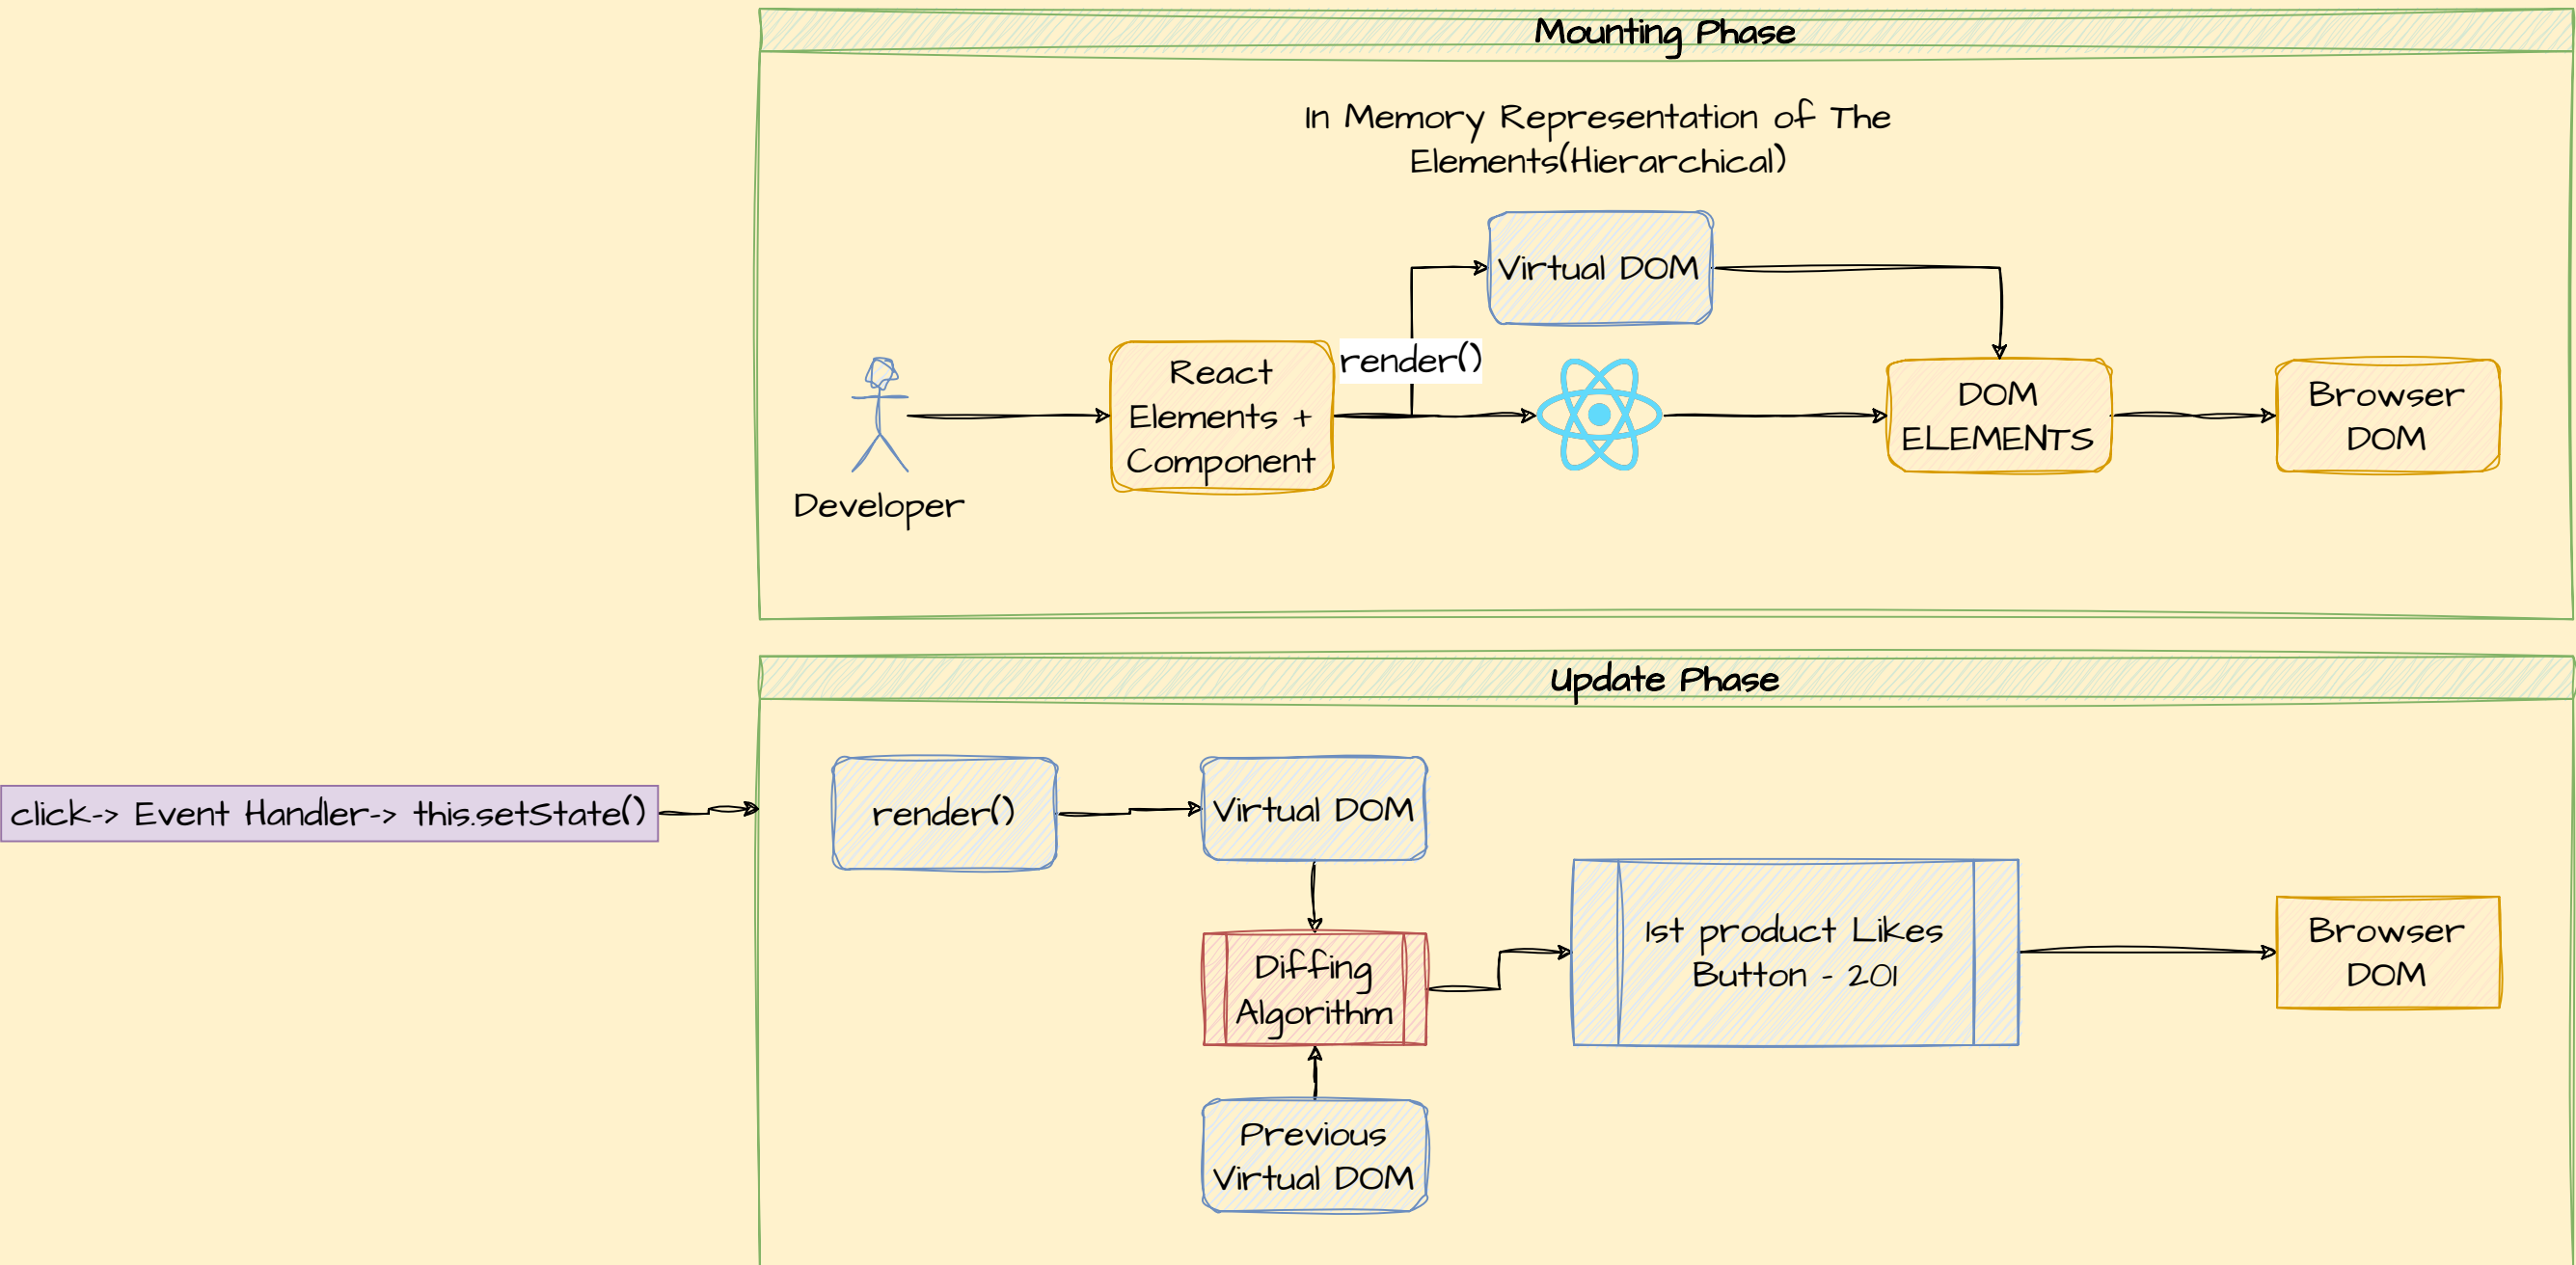 Mounting Phase
In Memory Representation of The
Elements(Hierarchical)
Virtual DOM
render()
React
Elements +
Component
DOM
ELEMENTS
Browser
DOM
Developer
Update Phase
click-> Event Handler-> this.setState()
render()
Virtual DOM
Diffing
Algorithm
1st product Likes
Button - 201
Browser
DOM
Previous
Virtual DOM